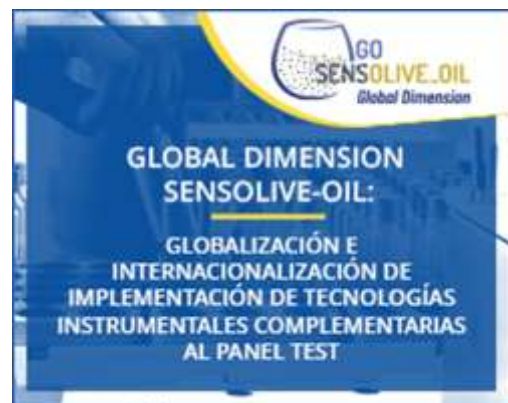 GO
SENSOLIVE_OIL
Global Dimension
GLOBAL DIMENSION
SENSOLIVE-OIL:
GLOBALIZACIÓN E
INTERNACIONALIZACIÓN DE
IMPLEMENTACIÓN DE TECNOLOGÍAS
INSTRUMENTALES COMPLEMENTARIAS
AL PANEL TEST